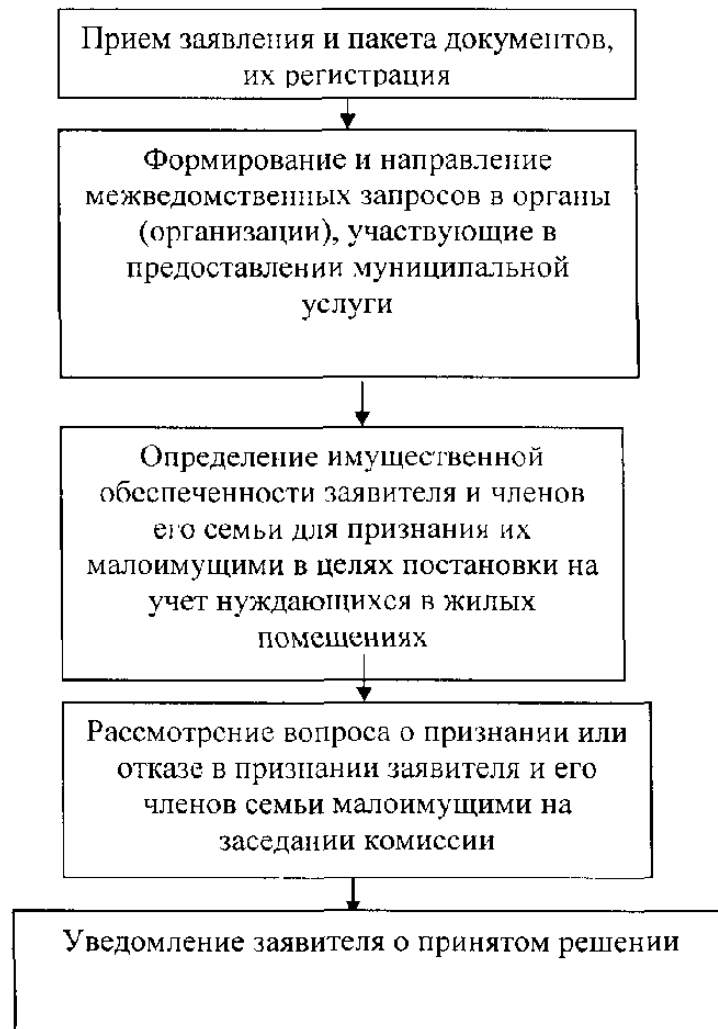 Прием заявления и пакета документов,
их регистрация
Формирование и направление
межведомственных запросов в органы
(организации), участвующие в
предоставлении муниципальной
услуги
Определение имущественной
обеспеченности заявителя и членов
его семьи для признания их
малоимущими в целях постановки на
учет нуждающихся в жилых
помещениях
Рассмотрение вопроса о признании или
отказе в признании заявителя и его
членов семьи малоимущими на
заседании комиссии
Уведомление заявителя о принятом решении